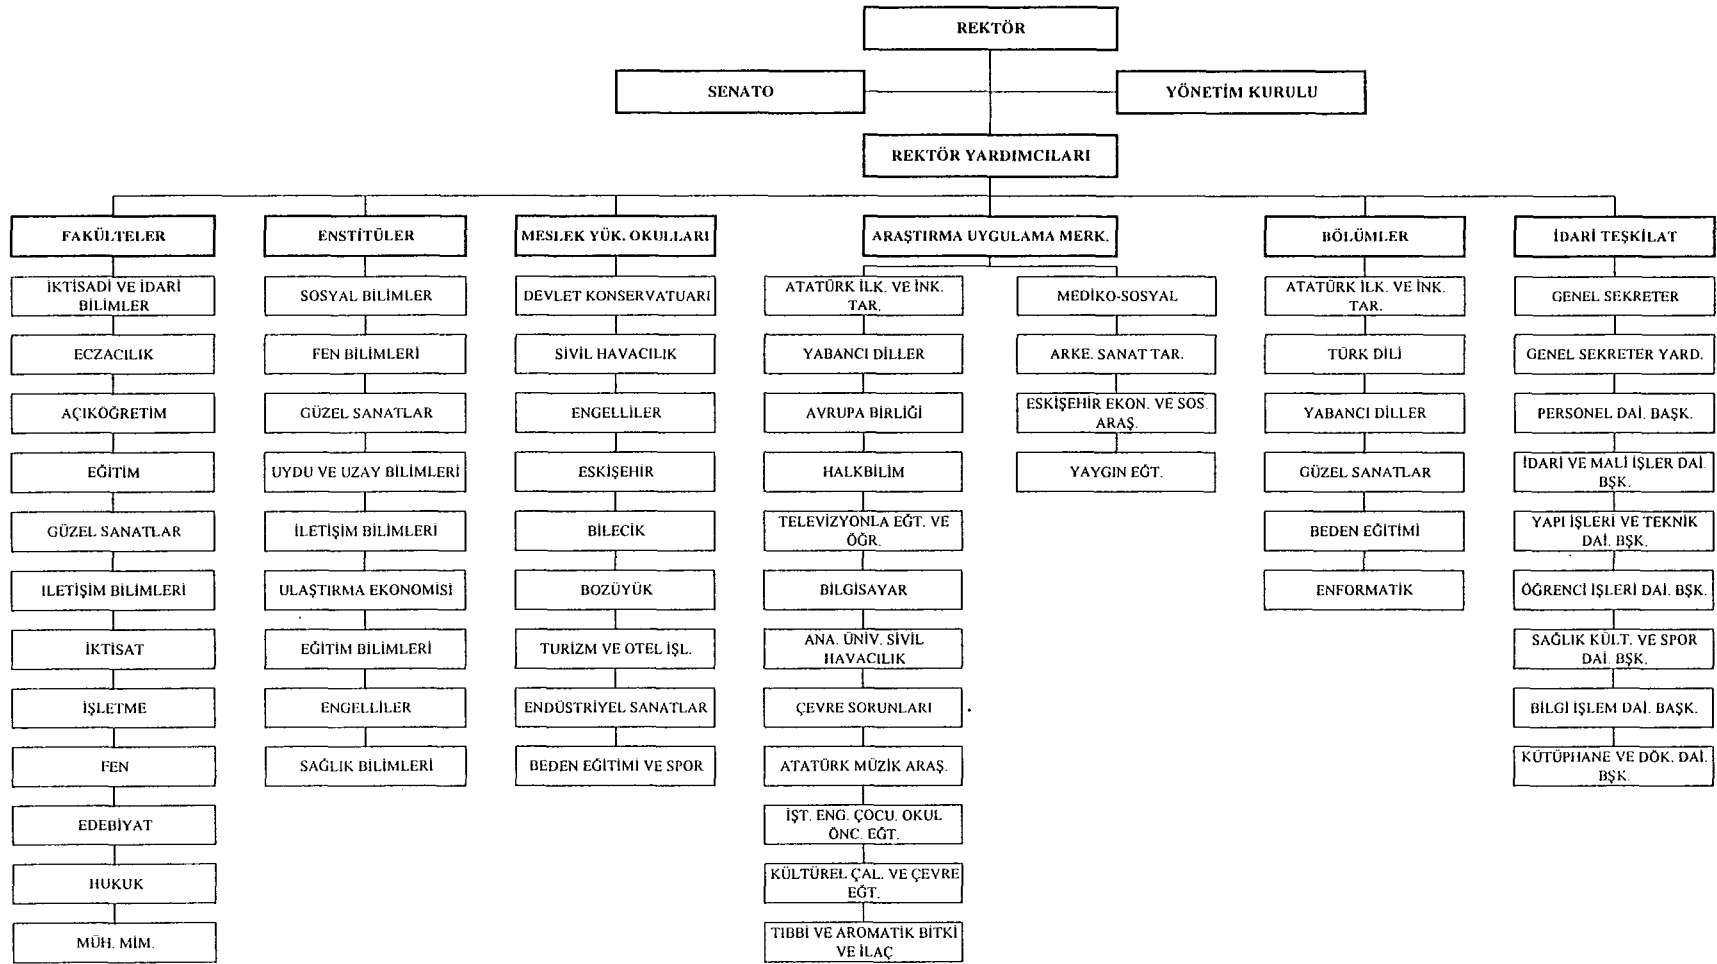 REKTÖR
SENATO
YÖNETİM KURULU
REKTÖR YARDIMCILARI
FAKÜLTELER
İKTİSADİ VE İDARİ
BİLİMLER
ECZACILIK
AÇIKÖĞRETİM
EĞİTİM
GÜZEL SANATLAR
ILETİŞİM BİLİMLERİ
İKTİSAT
İŞLETME
FEN
EDEBİYAT
HUKUK
MÜH. MİM.
ENSTİTÜLER
SOSYAL BİLİMLER
FEN BİLİMLERİ
GÜZEL SANATLAR
UYDU VE UZAY BİLİMLERİ
İLETİŞİM BİLİMLERİ
ULAŞTIRMA EKONOMİSİ
EĞİTİM BİLİMLERİ
ENGELLİLER
SAĞLIK BİLİMLERİ
MESLEK YÜK. OKULLARI
DEVLET KONSERVATUARI
SİVİL HAVACILIK
ENGELLİLER
ESKİŞEHİR
BİLECİK
BOZÜYÜK
TURİZM VE OTEL İŞL.
ENDÜSTRİYEL SANATLAR
BEDEN EĞİTİMİ VE SPOR
ARAŞTIRMA UYGULAMA MERK.
ATATÜRK İLK. VE İNK.
TAR.
YABANCI DİLLER
AVRUPA BİRLİĞİ
HALKBİLİM
TELEVİZYONLA EĞT. VE
ÖĞR.
BİLGİSAYAR
ANA. ÜNİV. SİVİL
HAVACILIK
ÇEVRE SORUNLARI
ATATÜRK MÜZİK ARAŞ.
İŞT. ENG. ÇOCU. OKUL
ÖNC. EĞT.
KÜLTÜREL ÇAL. VE ÇEVRE
EĞT.
TIBBİ VE AROMATİK BİTKİ
VE İLAÇ
MEDİKO-SOSYAL
ARKE. SANAT TAR.
ESKİŞEHİR EKON. VE SOS.
ARAŞ.
YAYGIN EĞT.
BÖLÜMLER
ATATÜRK İLK. VE İNK.
TAR.
TÜRK DİLİ
YABANCI DİLLER
GÜZEL SANATLAR
BEDEN EĞİTİMİ
ENFORMATİK
İDARİ TEŞKİLAT
GENEL SEKRETER
GENEL SEKRETER YARD.
PERSONEL DAİ. BAŞK.
İDARİ VE MALİ İŞLER DAİ.
BŞK.
YAPI İŞLERİ VE TEKNİK
DAİ. BŞK.
ÖĞRENCİ İŞLERİ DAİ. BŞK.
SAĞLIK KÜLT. VE SPOR
DAİ. BŞK.
BİLGİ İŞLEM DAİ. BAŞK.
KÜTÜPHANE VE DÖK. DAİ.
BŞK.